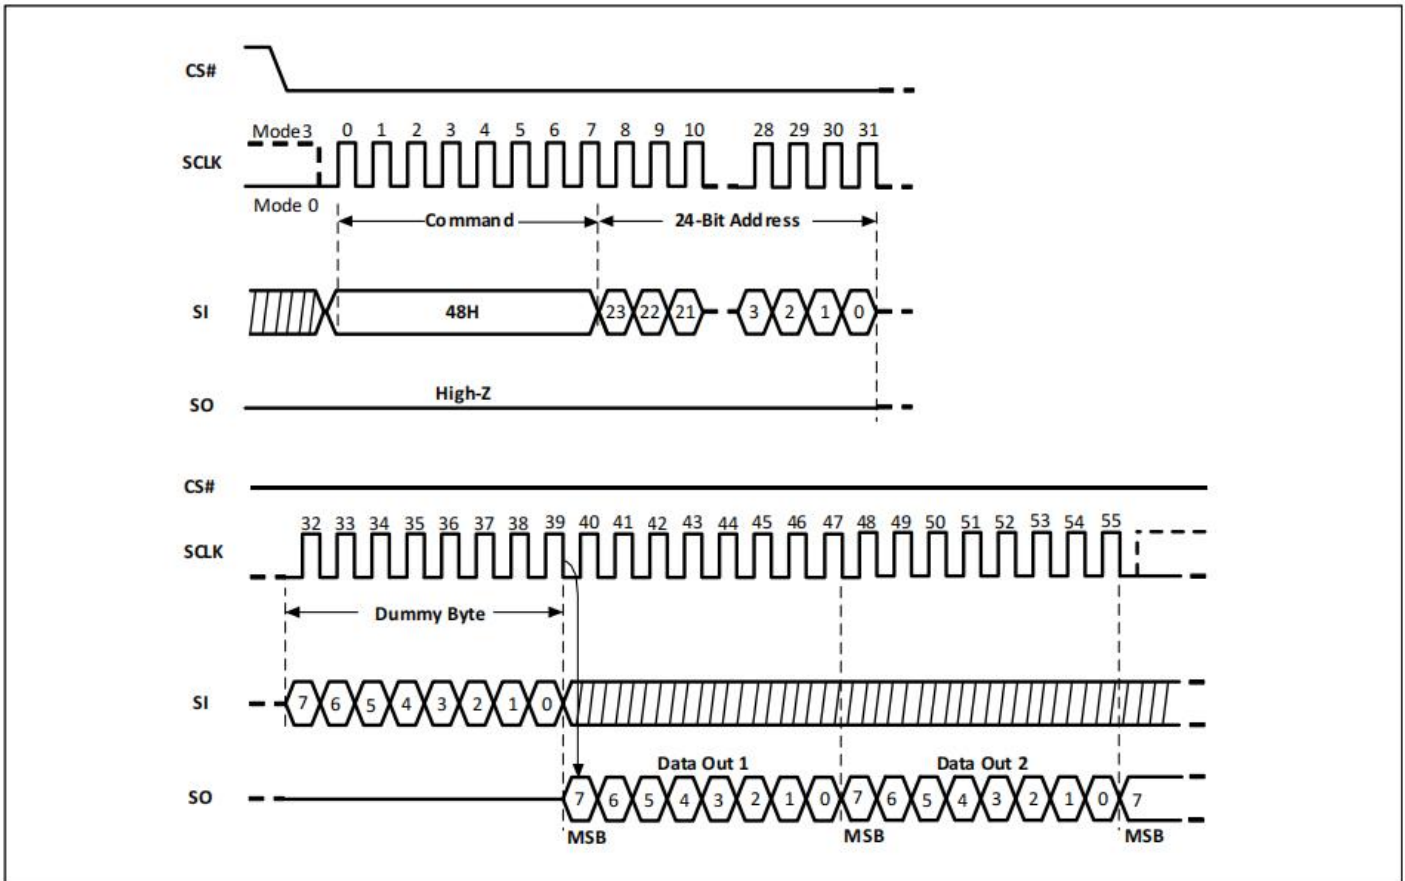 CS#
Mode3 0 1 2 3 4 5 6 7 8 9 10 28 29 30 31
SCLK
Mode 0
Command 24-Bit Address
SI 48H 23 22 21 3 2 1 0
High-Z
SO
CS#
32 33 34 35 36 37 38 39 40 41 42 43 44 45 46 47 48 49 50 51 52 53 54 55
SCLK
Dummy Byte
SI 7 6 5 4 3 2 1 0
Data Out 1 Data Out 2
SO 7 6 5 4 3 2 1 0 7 6 5 4 3 2 1 0 7
MSB MSB MSB